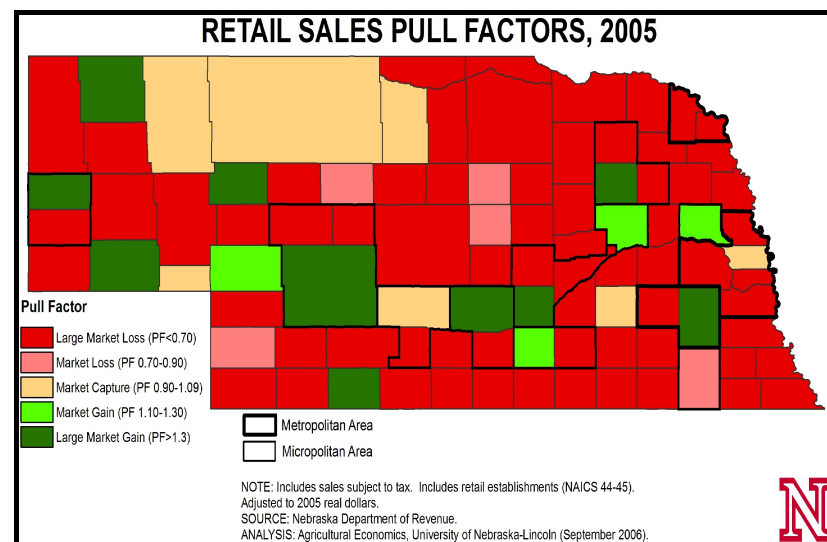 RETAIL SALES PULL FACTORS, 2005
Pull Factor
Large Market Loss (PF<0.70)
Market Loss (PF 0.70-0.90)
Market Capture (PF 0.90-1.09)
Market Gain (PF 1.10-1.30)
Large Market Gain (PF>1.3)
Metropolitan Area
Micropolitan Area
NOTE: Includes sales subject to tax. Includes retail establishments (NAICS 44-45).
Adjusted to 2005 real dollars.
SOURCE: Nebraska Department of Revenue.
ANALYSIS: Agricultural Economics, University of Nebraska-Lincoln (September 2006).
N